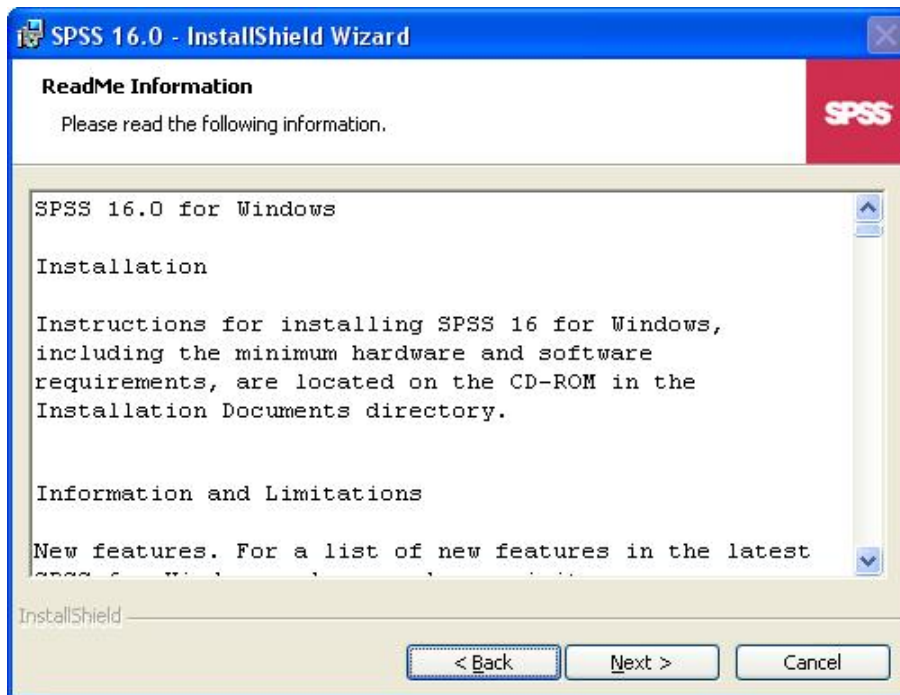 SPSS 16.0 - InstallShield Wizard
ReadMe Information
Please read the following information.
SPSS
SPSS 16.0 for Windows
Installation
Instructions for installing SPSS 16 for Windows,
including the minimum hardware and software
requirements, are located on the CD-ROM in the
Installation Documents directory.
Information and Limitations
New features. For a list of new features in the latest
InstallShield
< Back
Next >
Cancel